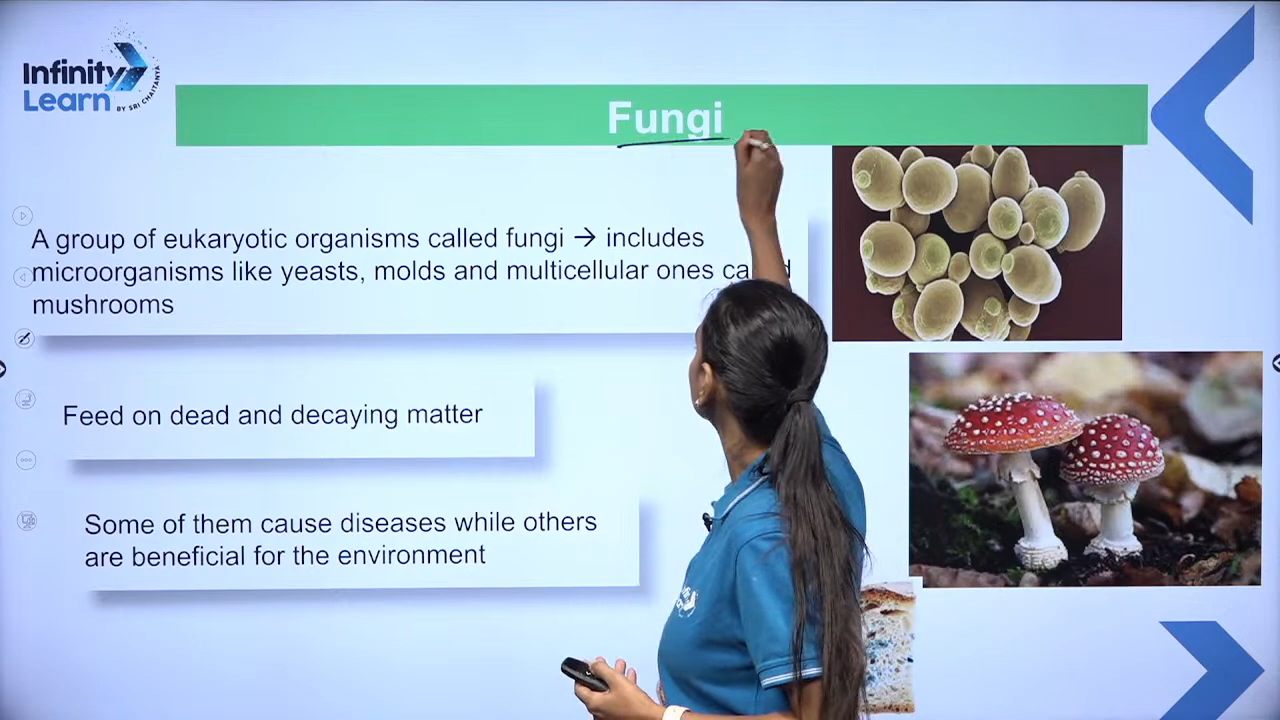 Infinity
Learn
BY SRI CHAITANYA
Fungi
A group of eukaryotic organisms called fungi → includes
microorganisms like yeasts, molds and multicellular ones
mushrooms
Feed on dead and decaying matter
Some of them cause diseases while others
are beneficial for the environment